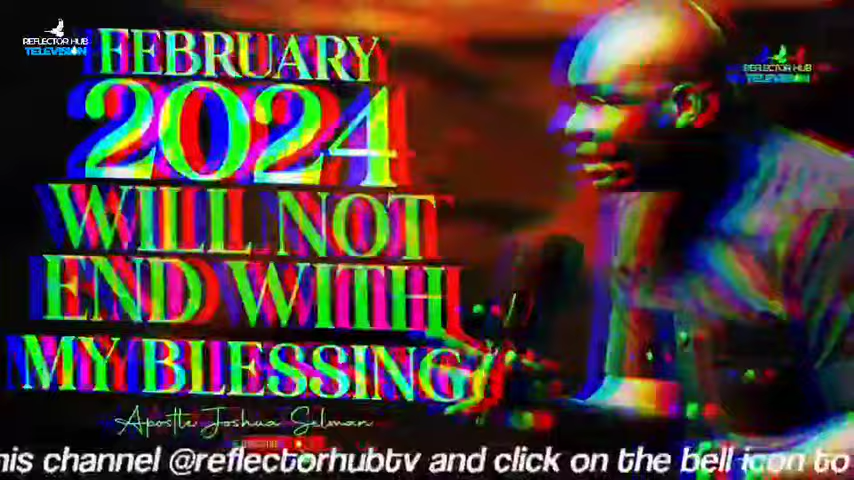 REFLECTOR HUB
TELEVISION
REFLECTOR HUB
TELEVISION
FEBRUARY
2024
WILL NOT
END WITH
MY BLESSING
Apostle Joshua Selman
his channel @reflectorhubtv and click on the bell icon to